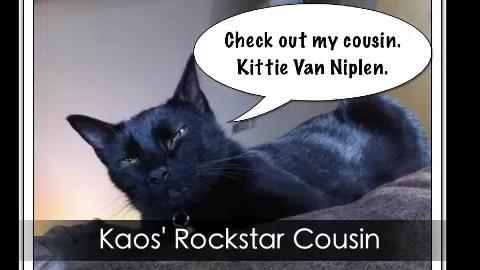 Check out my cousin.
Kittie Van Niplen.
Kaos' Rockstar Cousin